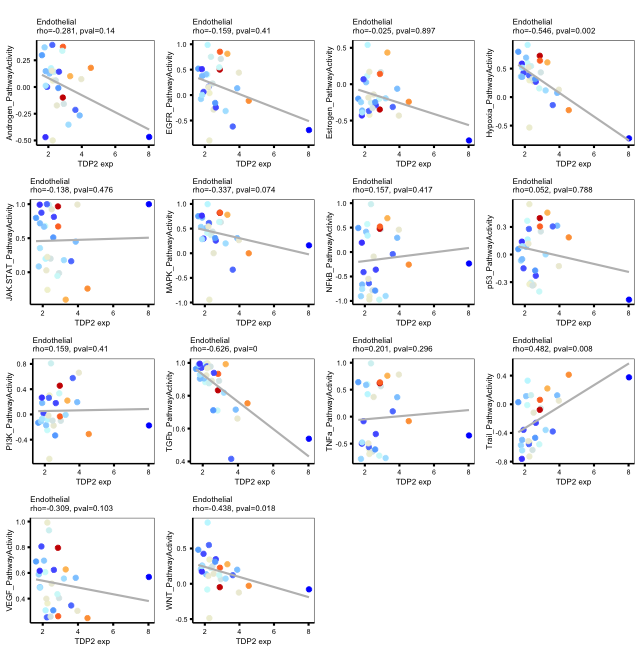 Endothelial
rho=-0.281, pval=0.14
Androgen_PathwayActivity
0.25
0.00
-0.25
-0.50
2
4
6
8
TDP2 exp
Endothelial
rho=-0.159, pval=0.41
EGFR_PathwayActivity
1.0
0.5
0.0
-0.5
2
4
6
8
TDP2 exp
Endothelial
rho=-0.025, pval=0.897
Estrogen_PathwayActivity
0.5
0.0
-0.5
2
4
6
8
TDP2 exp
Endothelial
rho=-0.546, pval=0.002
Hypoxia_PathwayActivity
1.0
0.5
0.0
-0.5
2
4
6
8
TDP2 exp
Endothelial
rho=-0.138, pval=0.476
JAK-STAT_PathwayActivity
1.0
0.5
0.0
2
4
6
8
TDP2 exp
Endothelial
rho=-0.337, pval=0.074
MAPK_PathwayActivity
1.0
0.5
0.0
-0.5
-1.0
2
4
6
8
TDP2 exp
Endothelial
rho=0.157, pval=0.417
NFkB_PathwayActivity
1.0
0.5
0.0
-0.5
-1.0
2
4
6
8
TDP2 exp
Endothelial
rho=0.052, pval=0.788
p53_PathwayActivity
0.3
0.0
-0.3
2
4
6
8
TDP2 exp
Endothelial
rho=0.159, pval=0.41
PI3K_PathwayActivity
0.8
0.4
0.0
-0.4
2
4
6
8
TDP2 exp
Endothelial
rho=-0.626, pval=0
TGFb_PathwayActivity
1.0
0.8
0.6
0.4
2
4
6
8
TDP2 exp
Endothelial
rho=0.201, pval=0.296
TNFa_PathwayActivity
1.0
0.5
0.0
-0.5
2
4
6
8
TDP2 exp
Endothelial
rho=0.482, pval=0.008
Trail_PathwayActivity
0.4
0.0
-0.4
-0.8
2
4
6
8
TDP2 exp
Endothelial
rho=-0.309, pval=0.103
VEGF_PathwayActivity
1.0
0.8
0.6
0.4
2
4
6
8
TDP2 exp
Endothelial
rho=-0.438, pval=0.018
WNT_PathwayActivity
0.5
0.0
-0.5
2
4
6
8
TDP2 exp